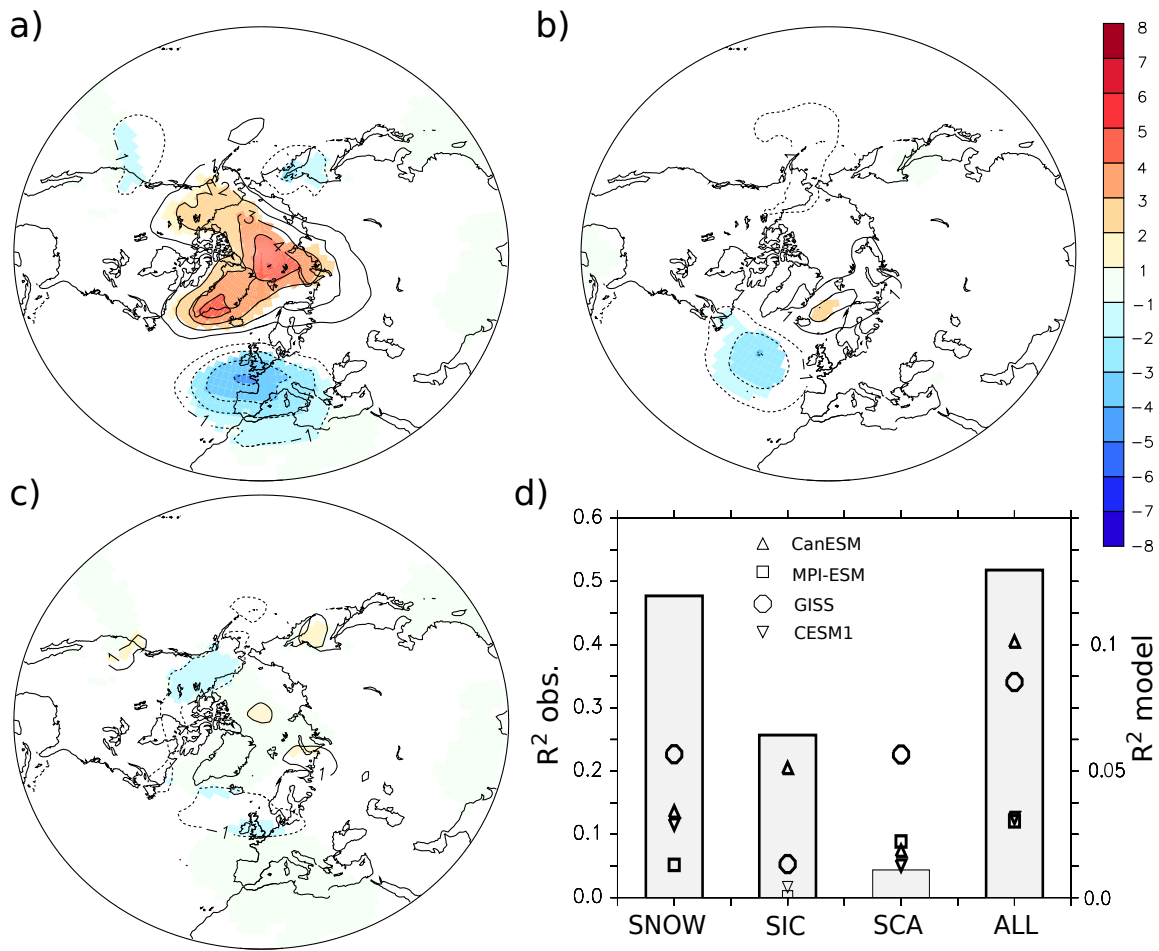 a)
b)
8
7
6
5
4
3
2
1
−1
−2
−3
−4
−5
−6
−7
−8
c)
d)
0.6
0.5
0.4
0.3
0.2
0.1
0.0
R² obs.
CanESM
MPI-ESM
GISS
CESM1
0.1
0.05
0.0
R² model
SNOW
SIC
SCA
ALL